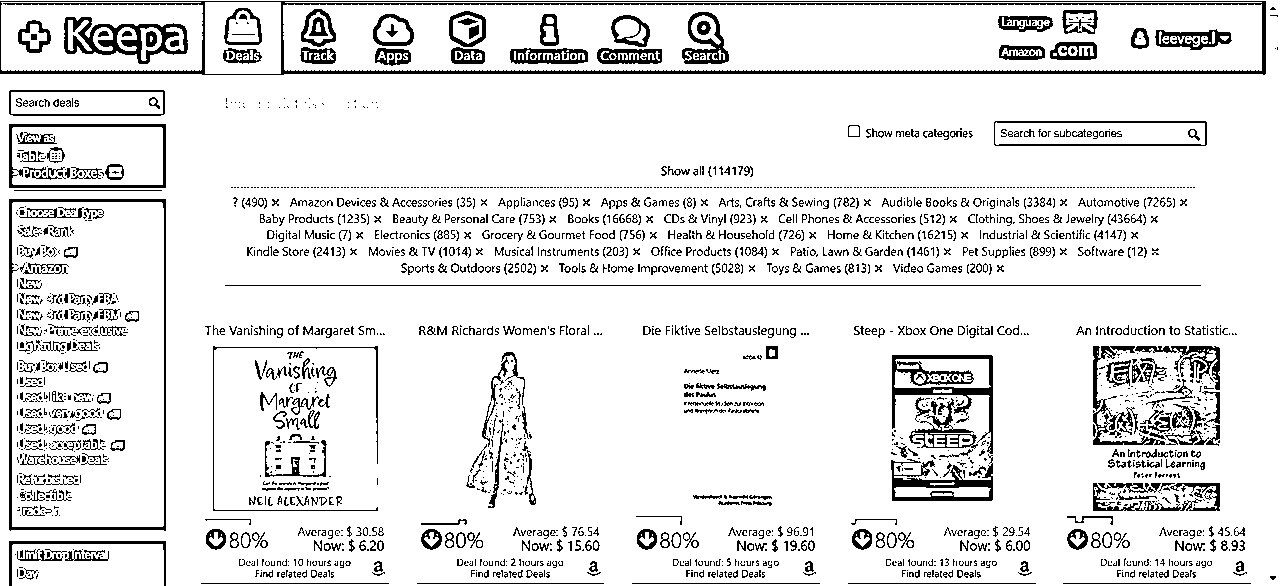 Keepa
Deals
Track
Apps
Data
Information
Comment
Search
Language
Amazon .com
leevege.l
Search deals
View as
Table
> Product Boxes
Choose Deal Type
Sales Rank
Buy Box
> Amazon
New
New, 3rd Party FBA
New, 3rd Party FBM
New, Prime exclusive
Lightning Deals
Buy Box Used
Used
Used, like new
Used, very good
Used, good
Used, acceptable
Warehouse Deals
Refurbished
Collectible
Trade-In
Limit Drop Interval
Day
Show meta categories
Search for subcategories
Show all (114179)
? (490) × Amazon Devices & Accessories (35) × Appliances (95) × Apps & Games (8) × Arts, Crafts & Sewing (782) × Audible Books & Originals (3384) × Automotive (7265) ×
Baby Products (1235) × Beauty & Personal Care (753) × Books (16668) × CDs & Vinyl (923) × Cell Phones & Accessories (512) × Clothing, Shoes & Jewelry (43664) ×
Digital Music (7) × Electronics (885) × Grocery & Gourmet Food (756) × Health & Household (726) × Home & Kitchen (16215) × Industrial & Scientific (4147) ×
Kindle Store (2413) × Movies & TV (1014) × Musical Instruments (203) × Office Products (1084) × Patio, Lawn & Garden (1461) × Pet Supplies (899) × Software (12) ×
Sports & Outdoors (2502) × Tools & Home Improvement (5028) × Toys & Games (813) × Video Games (200) ×
The Vanishing of Margaret Sm...
THE
Vanishing
OF
Margaret
Small
NEIL ALEXANDER
80%
Average: $ 30.58
Now: $ 6.20
Deal found: 10 hours ago
Find related Deals
R&M Richards Women's Floral ...
80%
Average: $ 76.54
Now: $ 15.60
Deal found: 2 hours ago
Find related Deals
Die Fiktive Selbstauslegung ...
Die fiktive Selbstauslegung
des Paulus
80%
Average: $ 96.91
Now: $ 19.60
Deal found: 5 hours ago
Find related Deals
Steep - Xbox One Digital Cod...
XBOX ONE
STEEP
80%
Average: $ 29.54
Now: $ 6.00
Deal found: 13 hours ago
Find related Deals
An Introduction to Statistic...
An Introduction to
Statistical Learning
80%
Average: $ 45.64
Now: $ 8.93
Deal found: 14 hours ago
Find related Deals